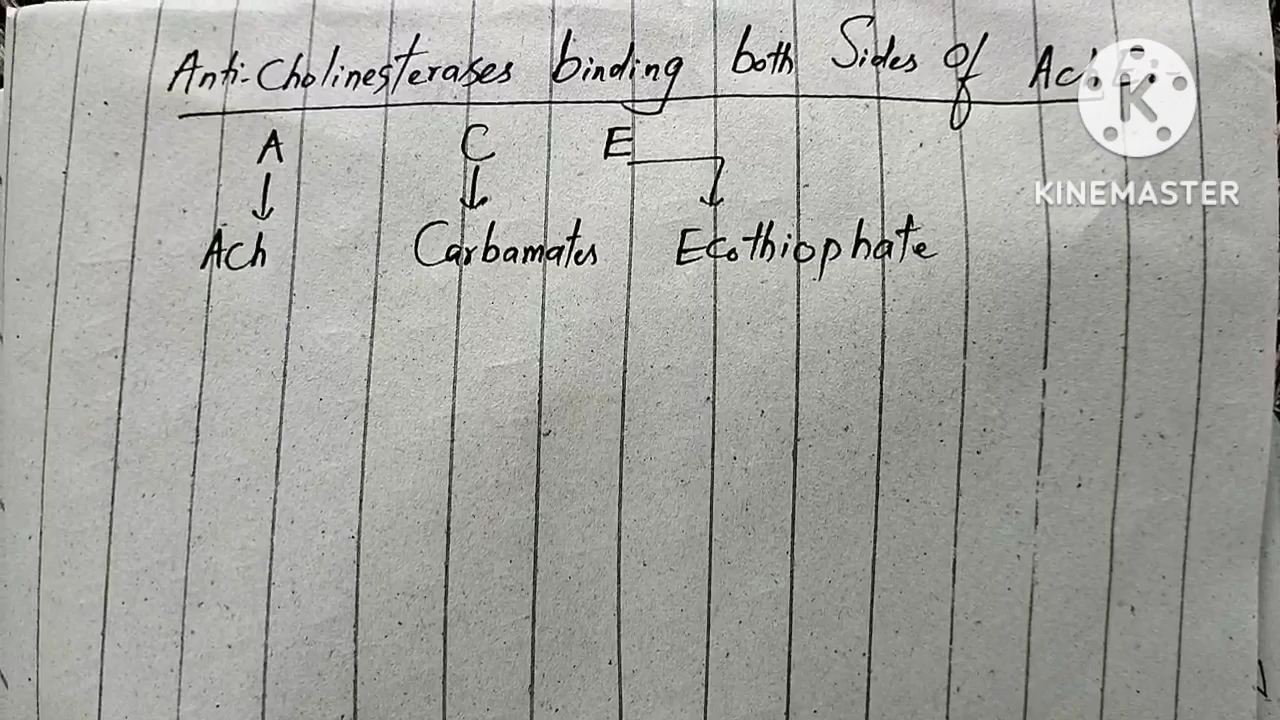 Anti-Cholinesterases binding both Sides Of
A C E
Ach Carbamates Ecothiophate
K
KINEMASTER